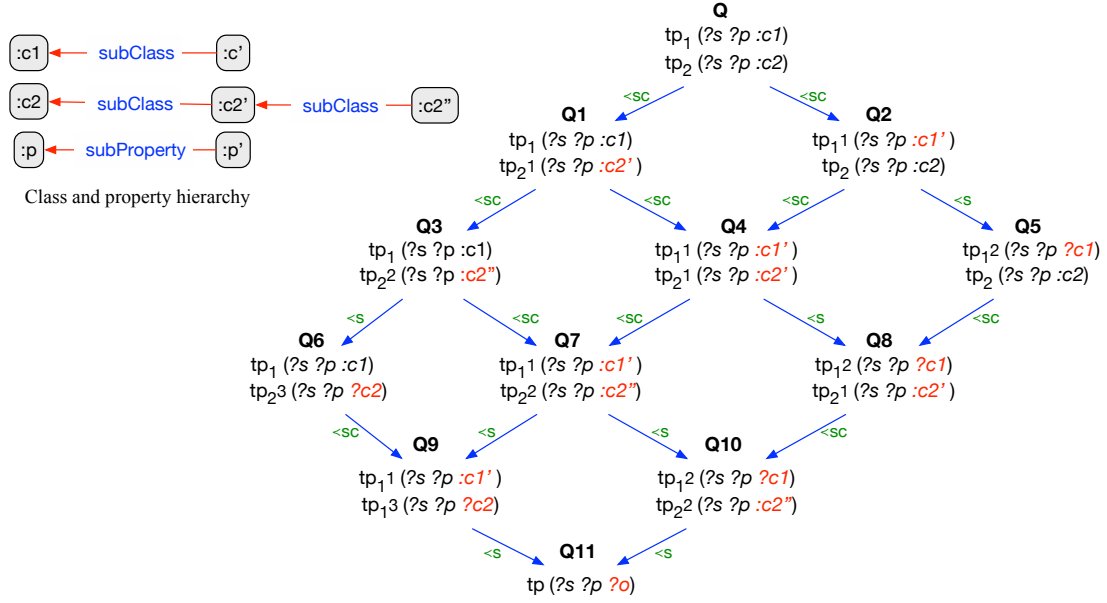 Q
tp1 (?s ?p :c1)
tp2 (?s ?p :c2)
:c1 subClass :c'
:c2 subClass :c2' subClass :c2"
:p subProperty :p'
Class and property hierarchy
<SC <SC
Q1 Q2
tp1 (?s ?p :c1) tp1¹ (?s ?p :c1' )
tp2¹ (?s ?p :c2' ) tp2 (?s ?p :c2)
<SC <SC <SC <S
Q3 Q4 Q5
tp1 (?s ?p :c1) tp1¹ (?s ?p :c1' ) tp1² (?s ?p ?c1)
tp2² (?s ?p :c2") tp2¹ (?s ?p :c2' ) tp2 (?s ?p :c2)
<S <SC <SC <S <SC
Q6 Q7 Q8
tp1 (?s ?p :c1) tp1¹ (?s ?p :c1' ) tp1² (?s ?p ?c1)
tp2³ (?s ?p ?c2) tp2² (?s ?p :c2") tp2¹ (?s ?p :c2' )
<SC <S <S <SC
Q9 Q10
tp1¹ (?s ?p :c1' ) tp1² (?s ?p ?c1)
tp1³ (?s ?p ?c2) tp2² (?s ?p :c2")
<S <S
Q11
tp (?s ?p ?o)